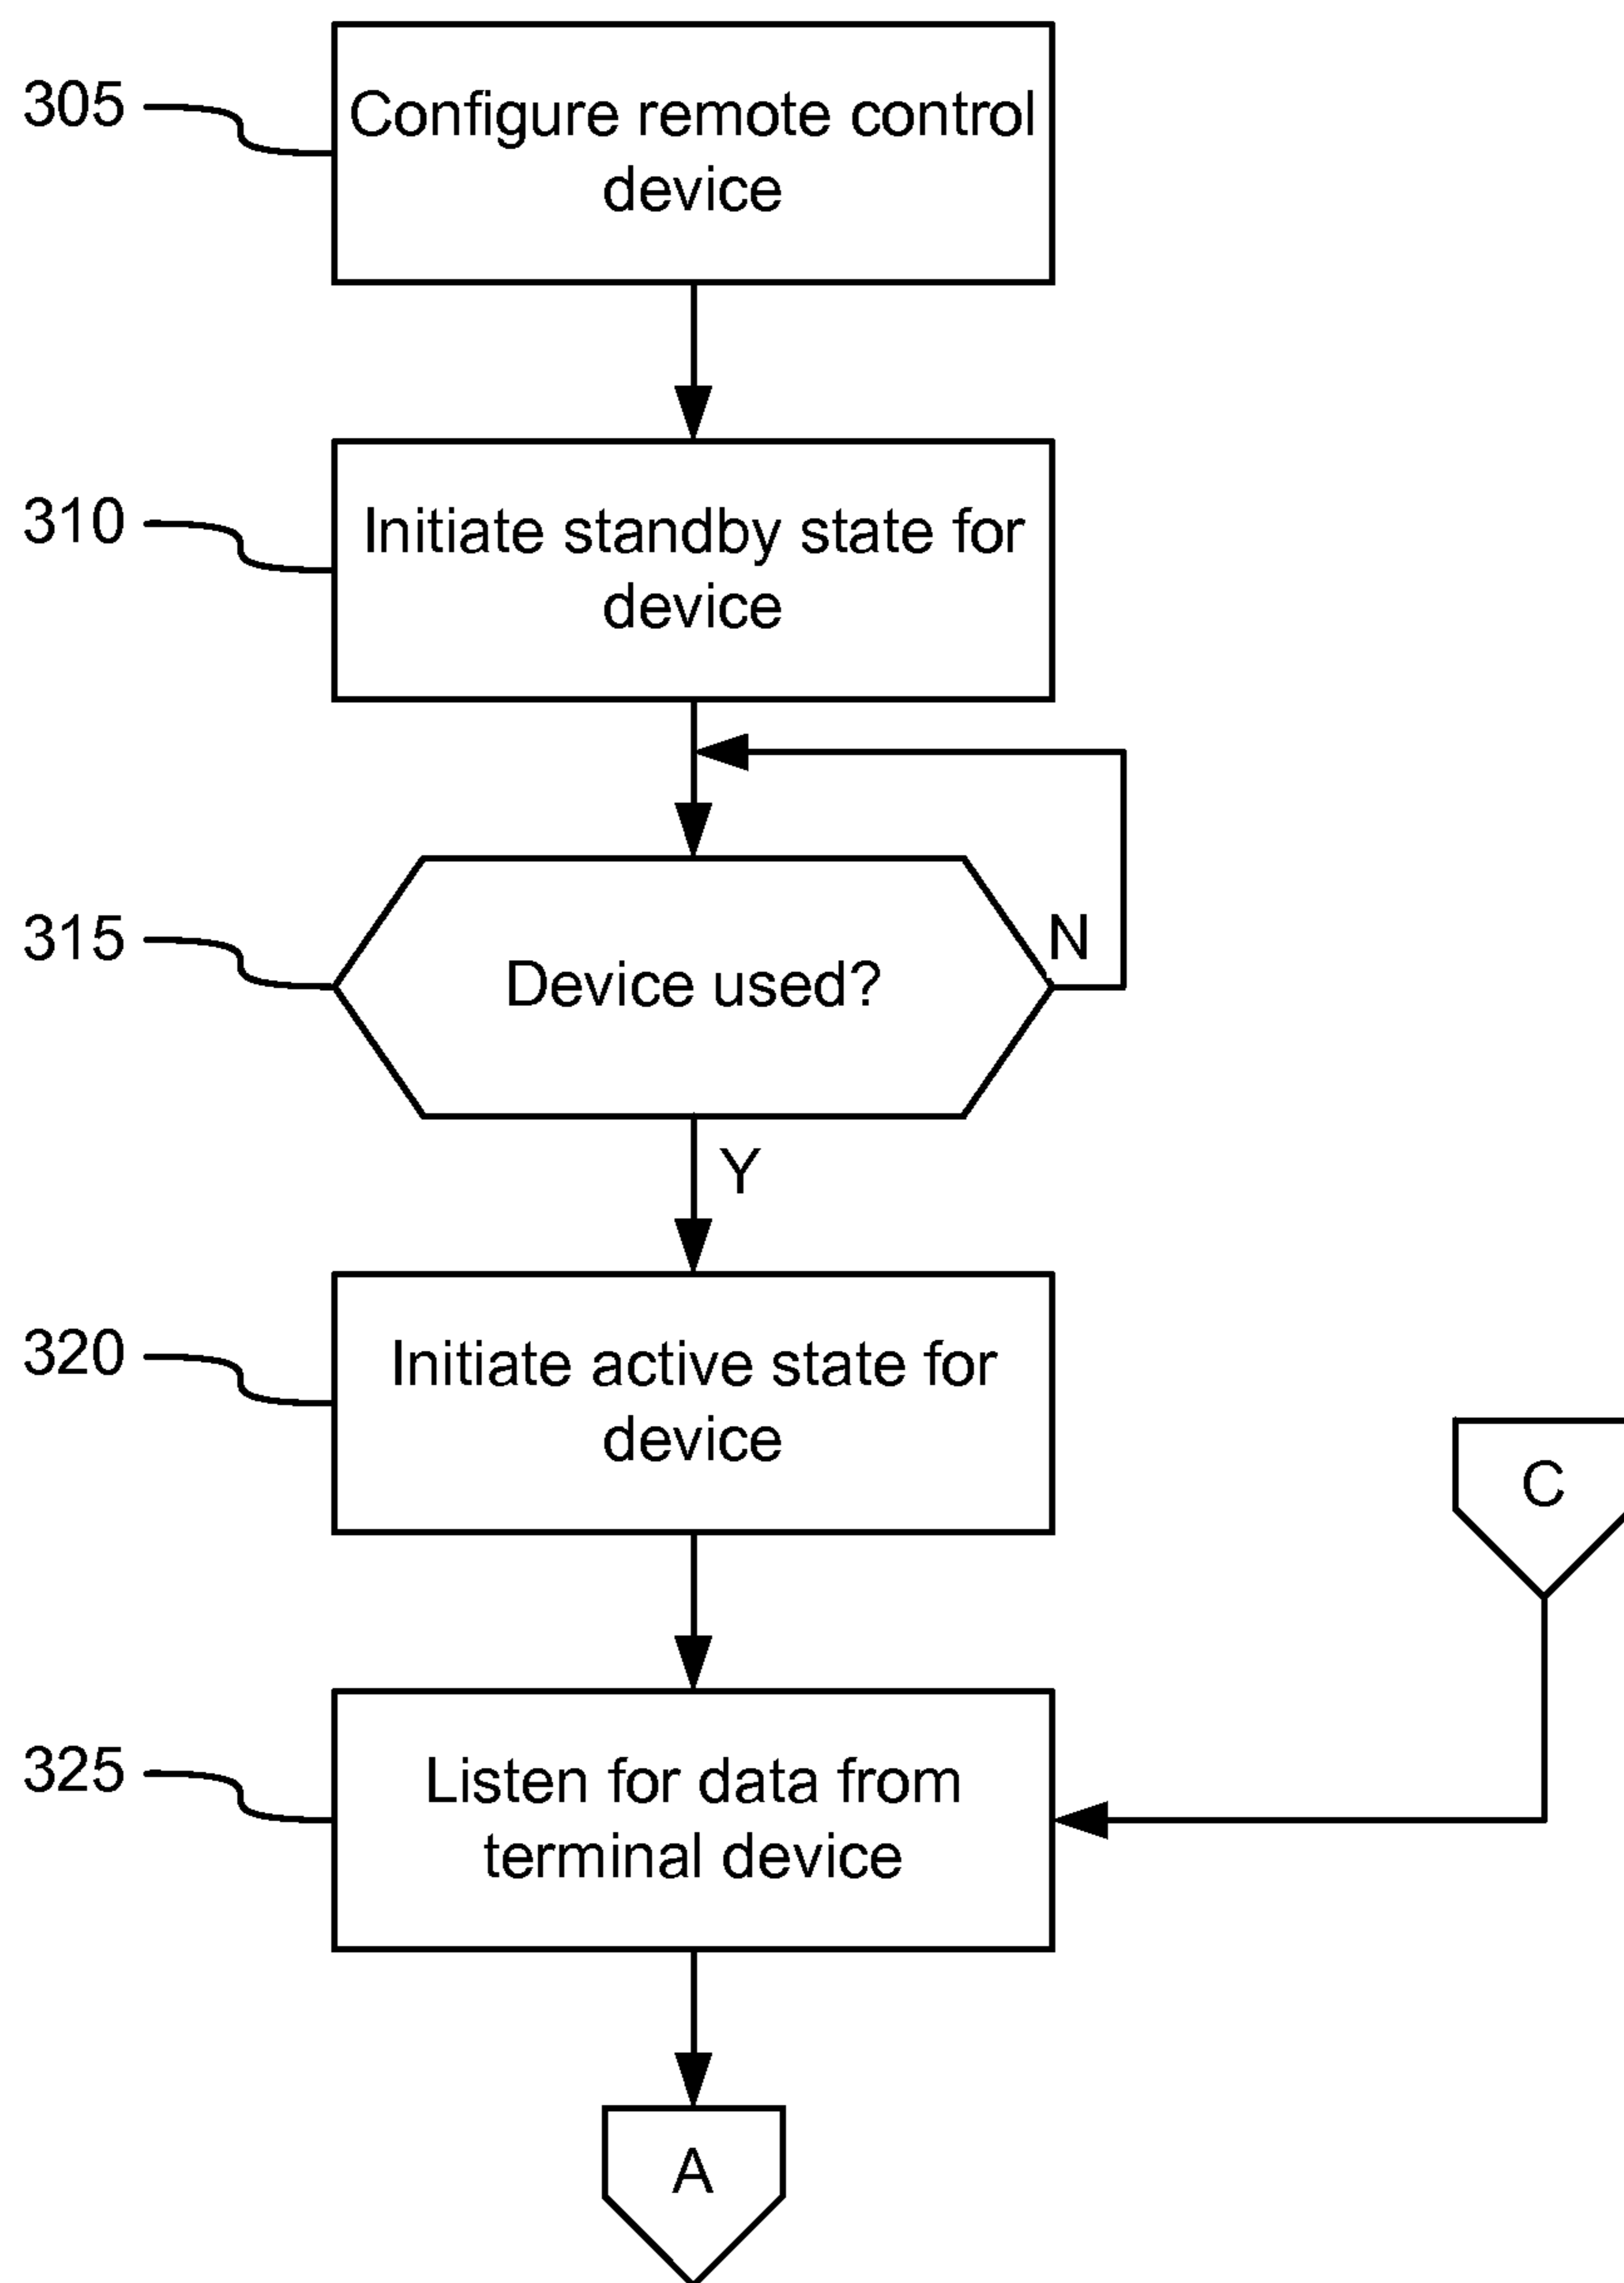 305
Configure remote control
device
310
Initiate standby state for
device
315
Device used?
N
Y
320
Initiate active state for
device
C
325
Listen for data from
terminal device
A